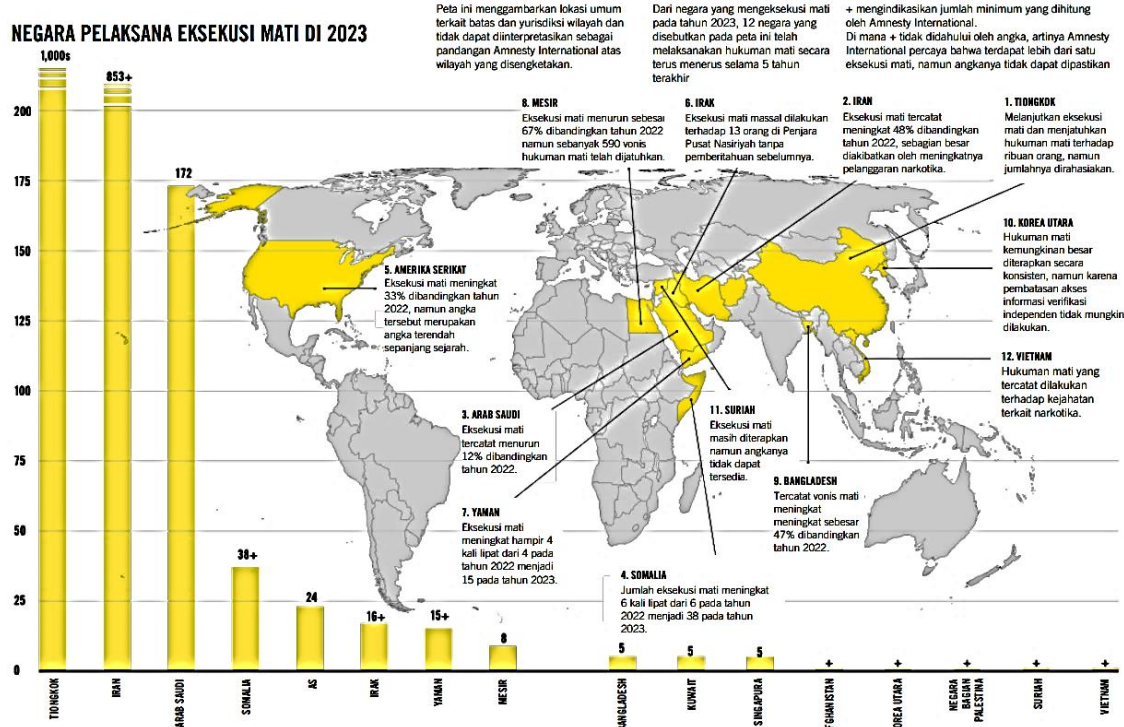 NEGARA PELAKSANA EKSEKUSI MATI DI 2023
Peta ini menggambarkan lokasi umum
terkait batas dan yurisdiksi wilayah dan
tidak dapat diinterpretasikan sebagai
pandangan Amnesty International atas
wilayah yang disengketakan.
Dari negara yang mengeksekusi mati
pada tahun 2023, 12 negara yang
disebutkan pada peta ini telah
melaksanakan hukuman mati secara
terus menerus selama 5 tahun
terakhir
+ mengindikasikan jumlah minimum yang dihitung
oleh Amnesty International.
Di mana + tidak didahului oleh angka, artinya Amnesty
International percaya bahwa terdapat lebih dari satu
eksekusi mati, namun angkanya tidak dapat dipastikan
8. MESIR
Eksekusi mati menurun sebesar
67% dibandingkan tahun 2022
namun sebanyak 590 vonis
hukuman mati telah dijatuhkan.
6. IRAK
Eksekusi mati massal dilakukan
terhadap 13 orang di Penjara
Pusat Nasiriyah tanpa
pemberitahuan sebelumnya.
2. IRAN
Eksekusi mati tercatat
meningkat 48% dibandingkan
tahun 2022, sebagian besar
diakibatkan oleh meningkatnya
pelanggaran narkotika.
1. TIONGKOK
Melanjutkan eksekusi
mati dan menjatuhkan
hukuman mati terhadap
ribuan orang, namun
jumlahnya dirahasiakan.
10. KOREA UTARA
Hukuman mati
kemungkinan besar
diterapkan secara
konsisten, namun karena
pembatasan akses
informasi verifikasi
independen tidak mungkin
dilakukan.
12. VIETNAM
Hukuman mati yang
tercatat dilakukan
terhadap kejahatan
terkait narkotika.
5. AMERIKA SERIKAT
Eksekusi mati meningkat
33% dibandingkan tahun
2022, namun angka
tersebut merupakan
angka terendah
sepanjang sejarah.
3. ARAB SAUDI
Eksekusi mati
tercatat menurun
12% dibandingkan
tahun 2022.
11. SURIAH
Eksekusi mati
masih diterapkan
namun angkanya
tidak dapat
tersedia.
9. BANGLADESH
Tercatat vonis mati
meningkat
meningkat sebesar
47% dibandingkan
tahun 2022.
7. YAMAN
Eksekusi mati
meningkat hampir 4
kali lipat dari 4 pada
tahun 2022 menjadi
15 pada tahun 2023.
4. SOMALIA
Jumlah eksekusi mati meningkat
6 kali lipat dari 6 pada tahun
2022 menjadi 38 pada tahun
2023.
200
175
150
125
100
75
50
25
0
1,000s
853+
172
38+
24
16+
15+
8
5
5
5
+
+
+
+
+
TIONGKOK
IRAN
ARAB SAUDI
SOMALIA
AS
IRAK
YAMAN
MESIR
BANGLADESH
KUWAIT
SINGAPURA
FGHANISTAN
KOREA UTARA
NEGARA
BAGIAN
PALESTINA
SURIAH
VIETNAM